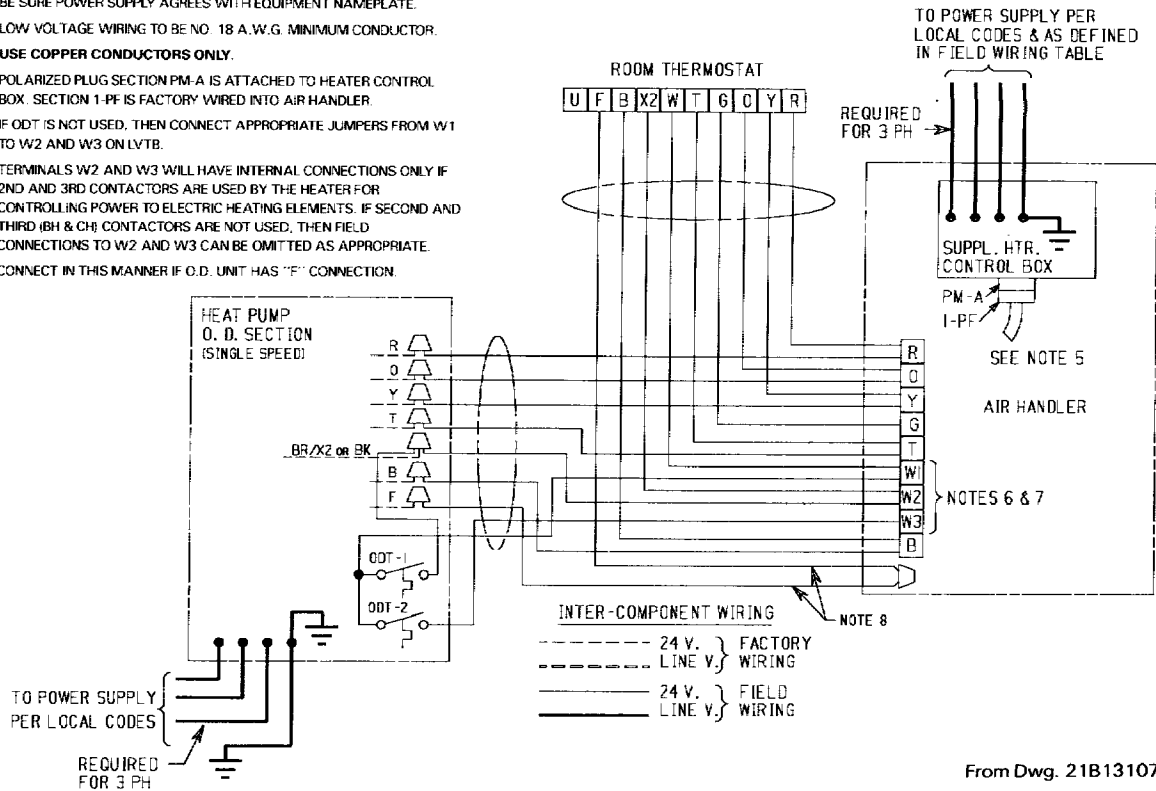 BE SURE POWER SUPPLY AGREES WITH EQUIPMENT NAMEPLATE.
LOW VOLTAGE WIRING TO BE NO. 18 A.W.G. MINIMUM CONDUCTOR.
USE COPPER CONDUCTORS ONLY.
POLARIZED PLUG SECTION PM-A IS ATTACHED TO HEATER CONTROL
BOX. SECTION 1-PF IS FACTORY WIRED INTO AIR HANDLER.
IF ODT IS NOT USED, THEN CONNECT APPROPRIATE JUMPERS FROM W1
TO W2 AND W3 ON LVTB.
TERMINALS W2 AND W3 WILL HAVE INTERNAL CONNECTIONS ONLY IF
2ND AND 3RD CONTACTORS ARE USED BY THE HEATER FOR
CONTROLLING POWER TO ELECTRIC HEATING ELEMENTS. IF SECOND AND
THIRD (BH & CH) CONTACTORS ARE NOT USED, THEN FIELD
CONNECTIONS TO W2 AND W3 CAN BE OMITTED AS APPROPRIATE.
CONNECT IN THIS MANNER IF O.D. UNIT HAS "F" CONNECTION.
TO POWER SUPPLY PER
LOCAL CODES & AS DEFINED
IN FIELD WIRING TABLE
ROOM THERMOSTAT
U F B X2 W T G O Y R
REQUIRED
FOR 3 PH
SUPPL. HTR.
CONTROL BOX
PM-A
1-PF
SEE NOTE 5
AIR HANDLER
R
O
Y
G
T
W1
W2
W3
B
NOTES 6 & 7
NOTE 8
HEAT PUMP
O. D. SECTION
(SINGLE SPEED)
R
O
Y
T
BR/X2 OR BK
B
F
ODT-1
ODT-2
INTER-COMPONENT WIRING
24 V. } FACTORY
LINE V. } WIRING
24 V. } FIELD
LINE V. } WIRING
TO POWER SUPPLY
PER LOCAL CODES
REQUIRED
FOR 3 PH
From Dwg. 21B13107